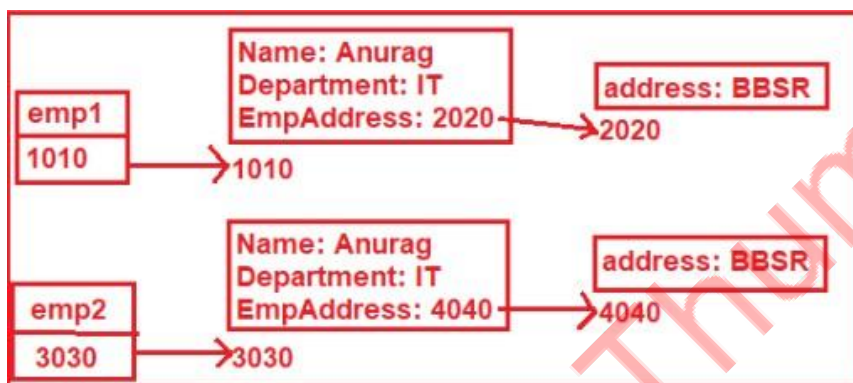 Name: Anurag
Department: IT
EmpAddress: 2020
address: BBSR
2020
emp1
1010
1010
Name: Anurag
Department: IT
EmpAddress: 4040
address: BBSR
4040
emp2
3030
3030